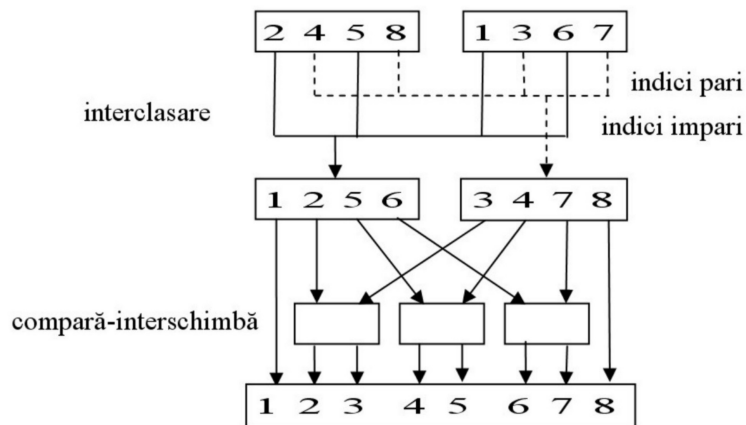 2 4 5 8 1 3 6 7
indici pari
interclasare
indici impari
1 2 5 6 3 4 7 8
compară-interschimbă
1 2 3 4 5 6 7 8